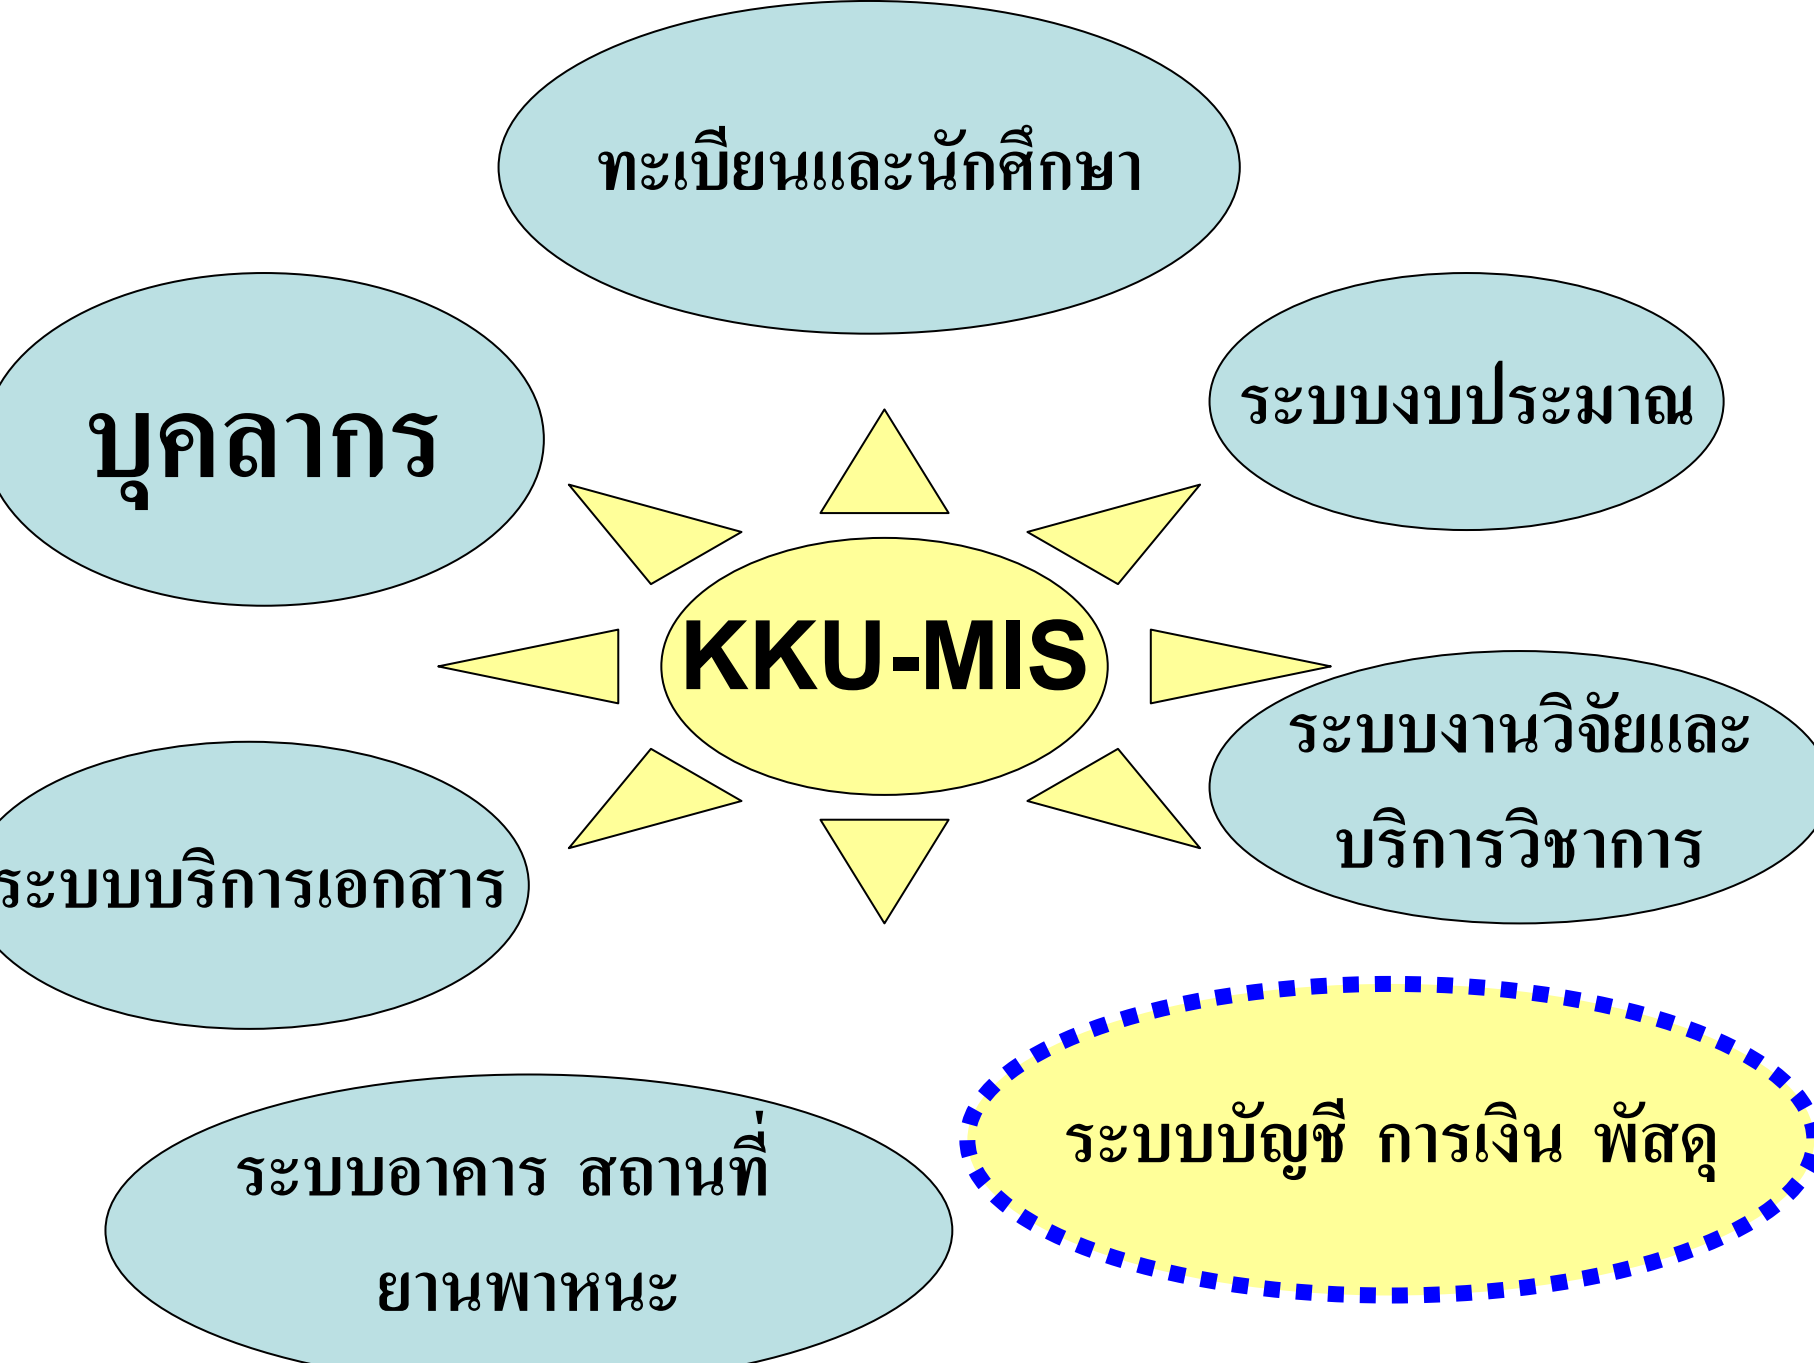 ทะเบียนและนักศึกษา
บุคลากร
ระบบงบประมาณ
KKU-MIS
ระบบงานวิจัยและ
บริการวิชาการ
ระบบบริการเอกสาร
ระบบบัญชี การเงิน พัสดุ
ระบบอาคาร สถานที่
ยานพาหนะ